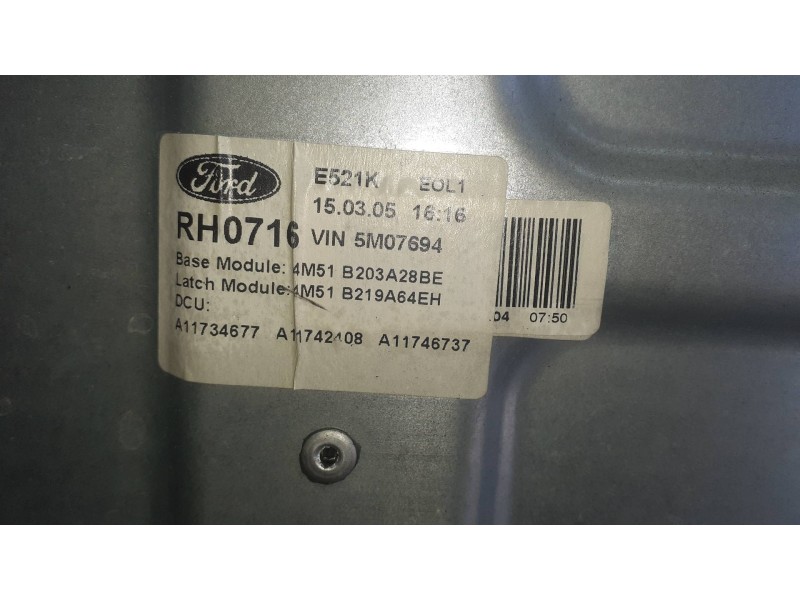 Ford
E521K EOL1
15.03.05 16:16
RH0716 VIN 5M07694
Base Module: 4M51 B203A28BE
Latch Module: 4M51 B219A64EH
DCU:
A11734677 A11742108 A11746737
.04 07:50